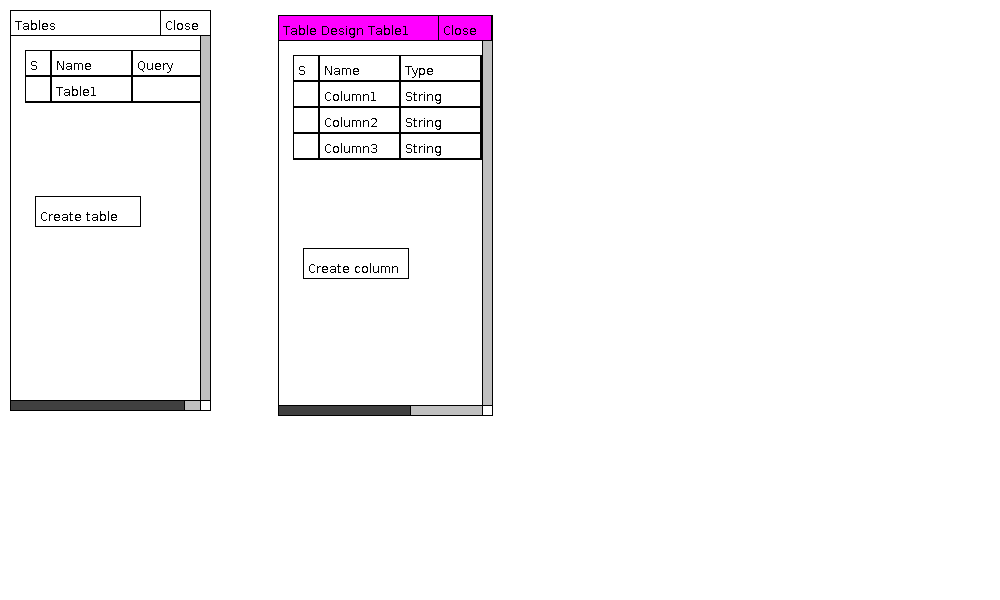 Tables Close
S Name Query
Table1
Create table
Table Design Table1 Close
S Name Type
Column1 String
Column2 String
Column3 String
Create column